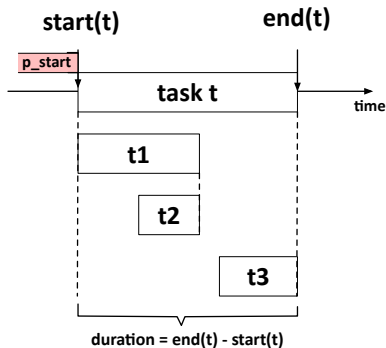 start(t)
end(t)
p_start
task t
time
t1
t2
t3
duration = end(t) - start(t)